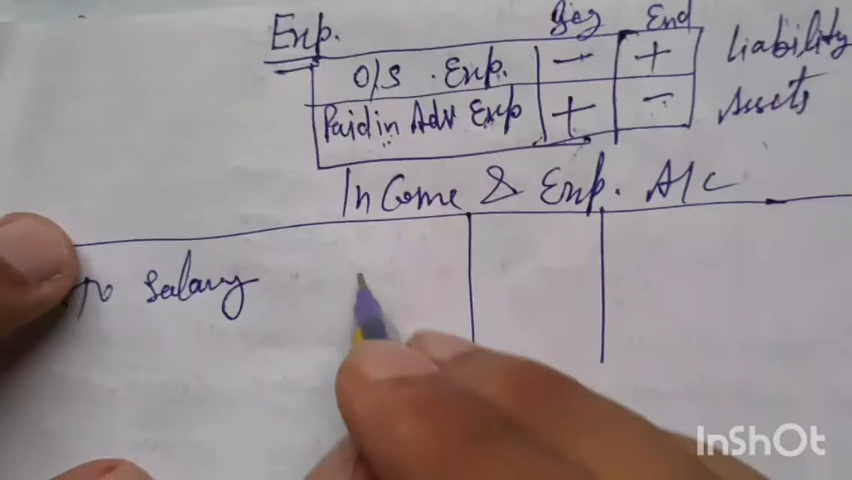 Exp. Beg End
O/S . Exp. - + Liability
Paid in Adv Exp + - Assets
InCome & Exp. A/C
To Salary
InShOt